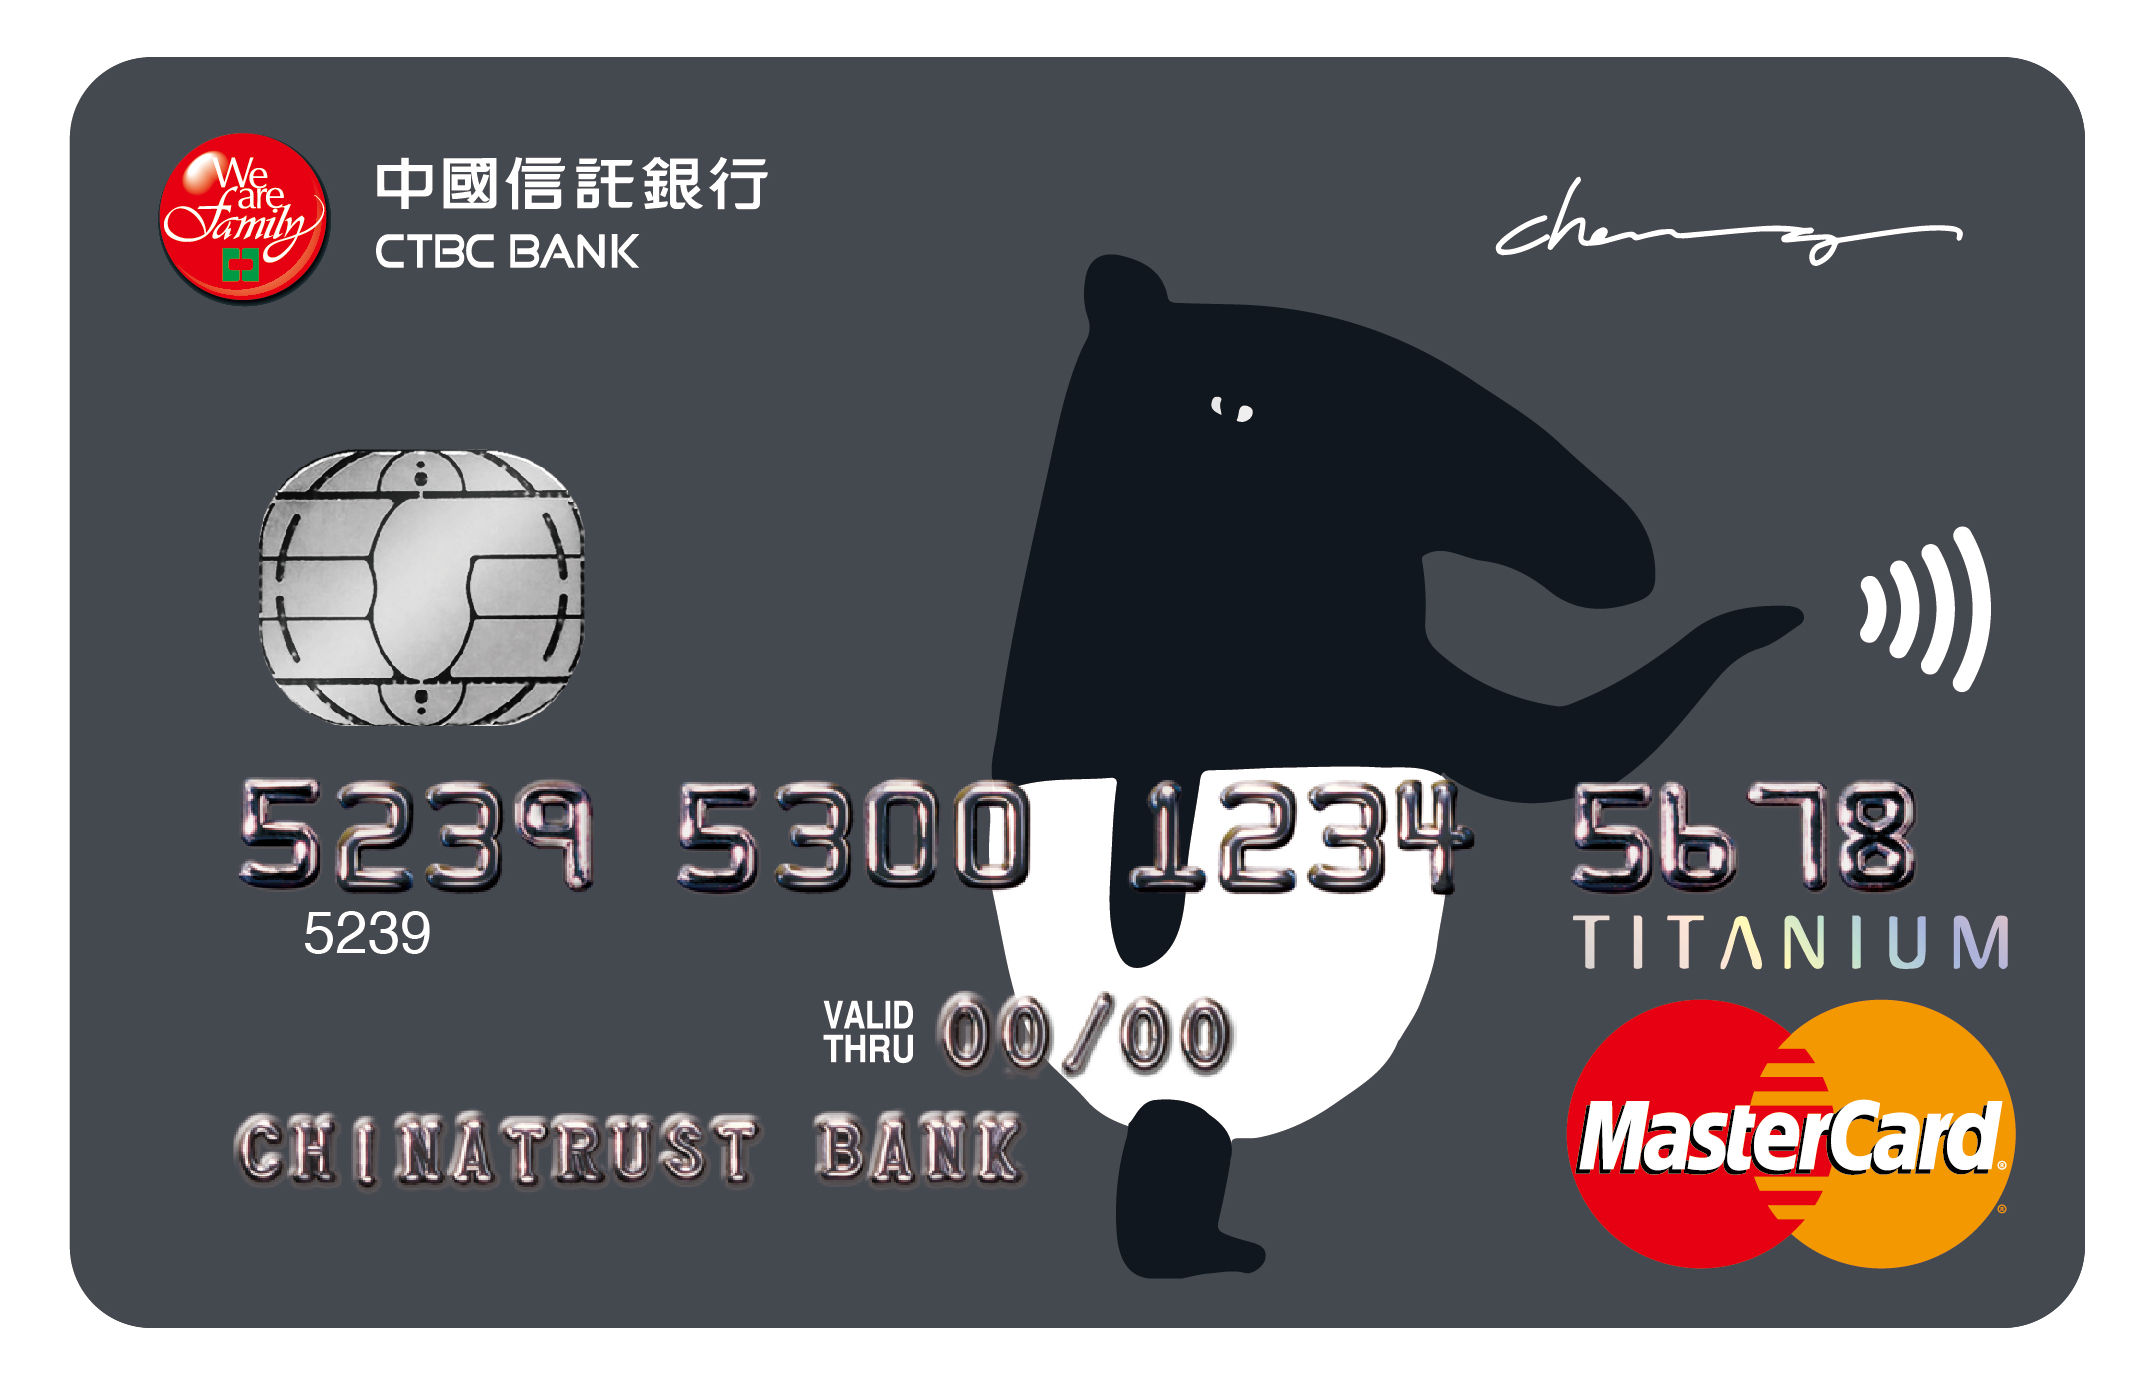 We
care
Family
中國信託銀行
CTBC BANK
5239 5300 1234 5678
5239
TITANIUM
VALID
THRU 00/00
CHINATRUST BANK
MasterCard®
®